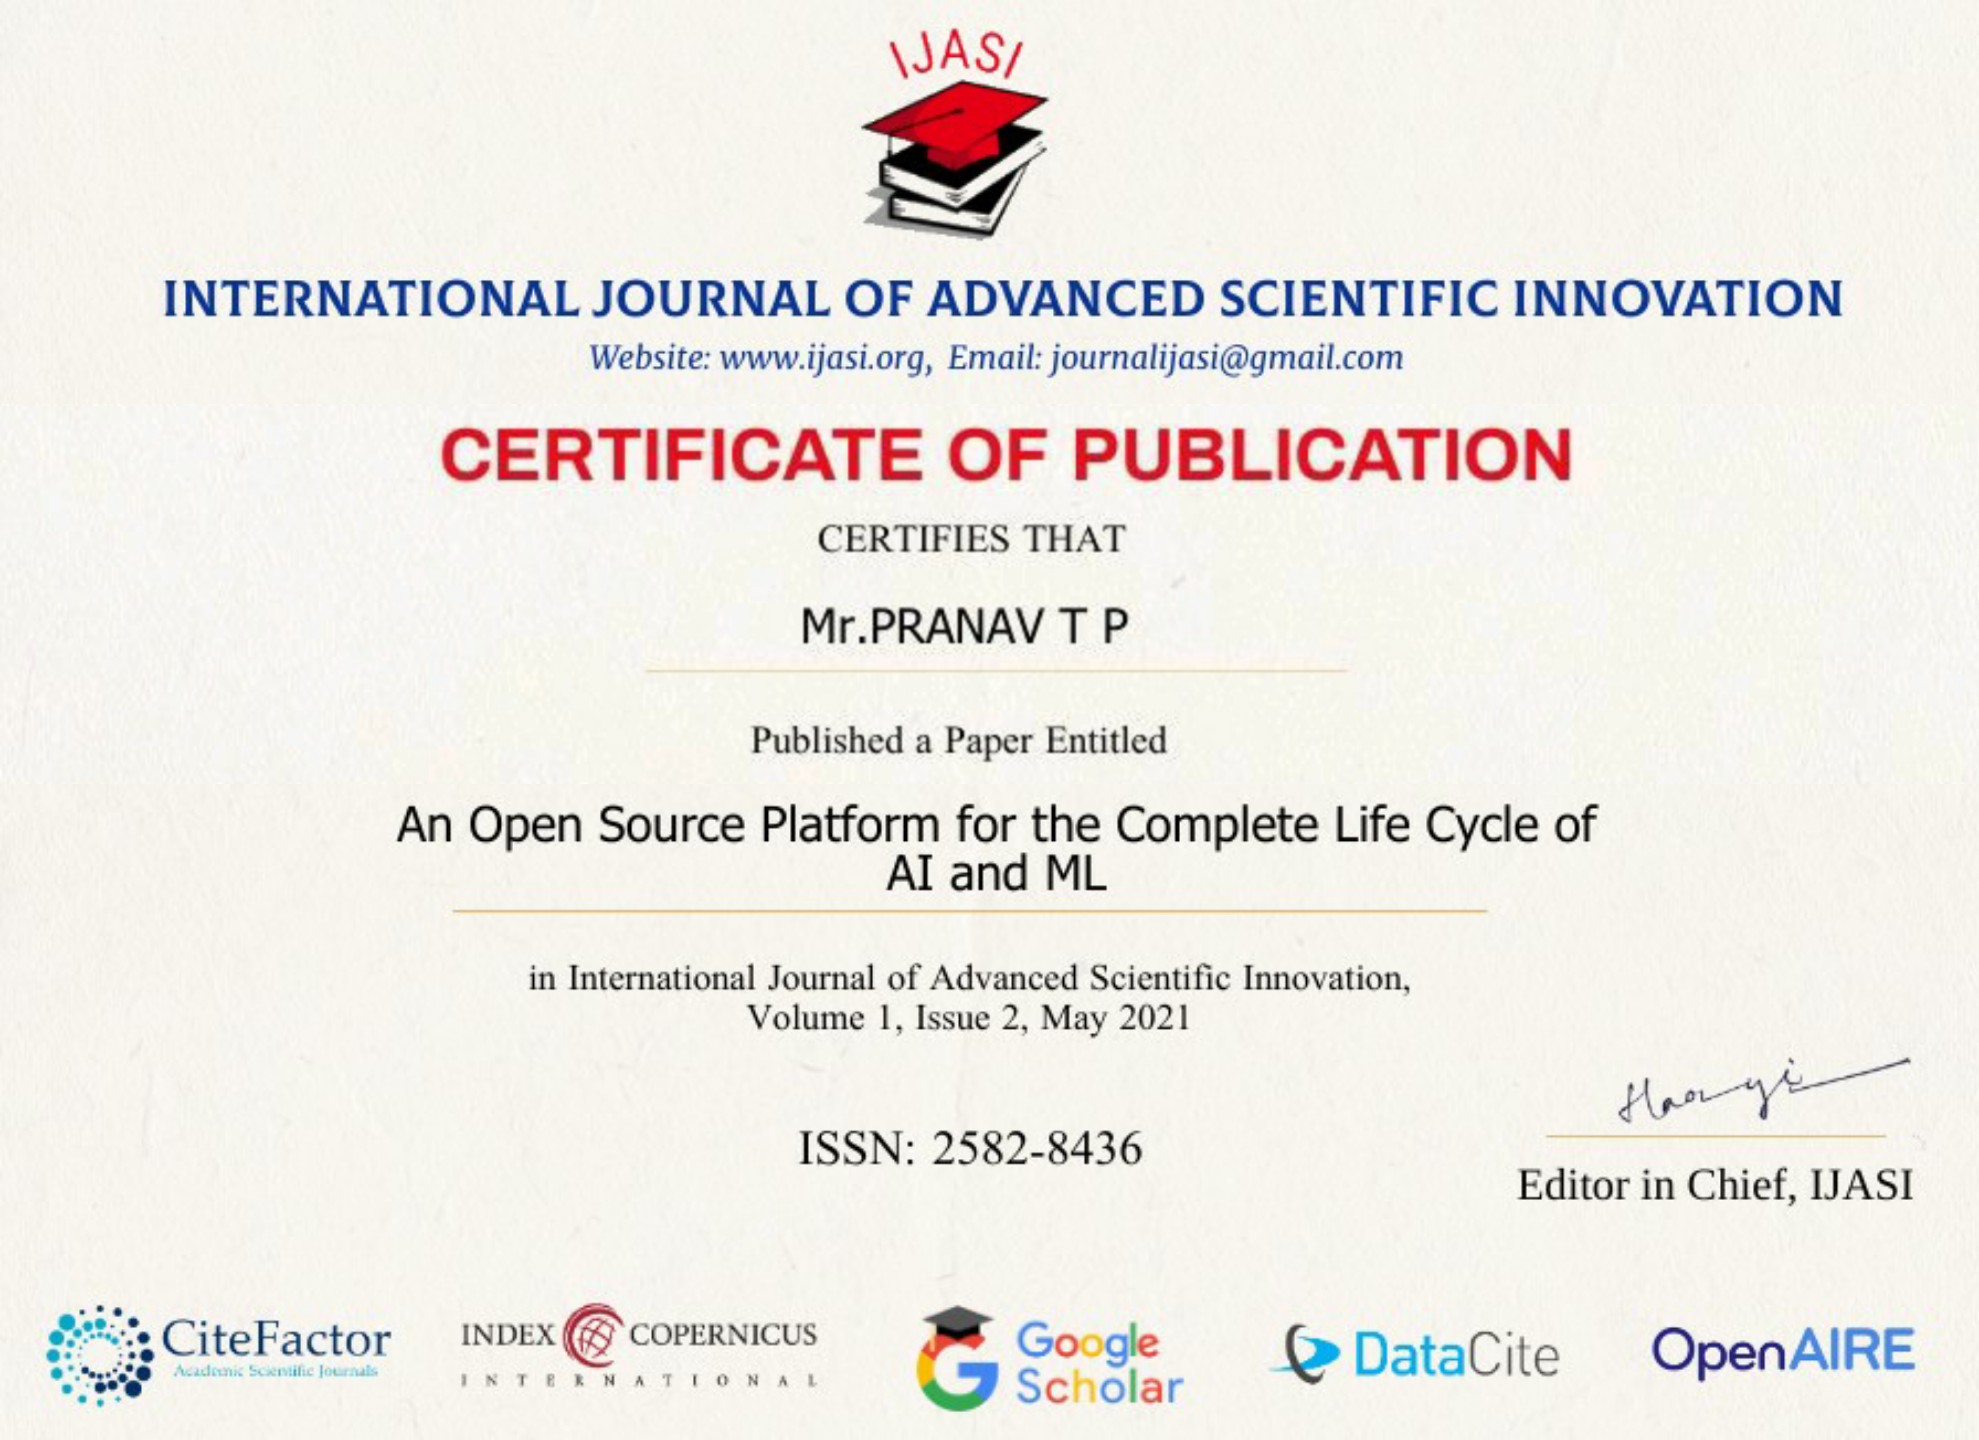 IJASI
INTERNATIONAL JOURNAL OF ADVANCED SCIENTIFIC INNOVATION
Website: www.ijasi.org, Email: journalijasi@gmail.com
CERTIFICATE OF PUBLICATION
CERTIFIES THAT
Mr.PRANAV T P
Published a Paper Entitled
An Open Source Platform for the Complete Life Cycle of
AI and ML
in International Journal of Advanced Scientific Innovation,
Volume 1, Issue 2, May 2021
ISSN: 2582-8436
Editor in Chief, IJASI
CiteFactor
Academic Scientific Journals
INDEX COPERNICUS
INTERNATIONAL
Google
Scholar
DataCite
OpenAIRE